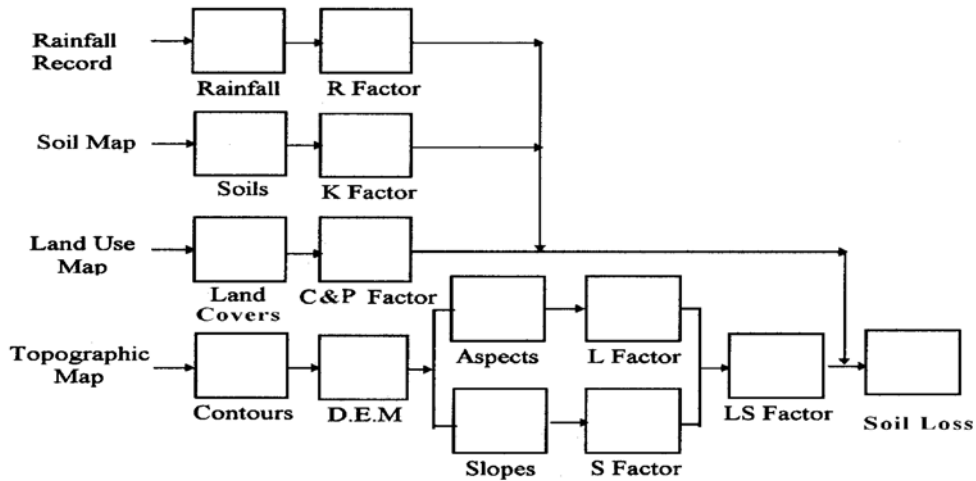 Rainfall
Record
Rainfall
R Factor
Soil Map
Soils
K Factor
Land Use
Map
Land
Covers
C&P Factor
Topographic
Map
Contours
D.E.M
Aspects
L Factor
Slopes
S Factor
LS Factor
Soil Loss